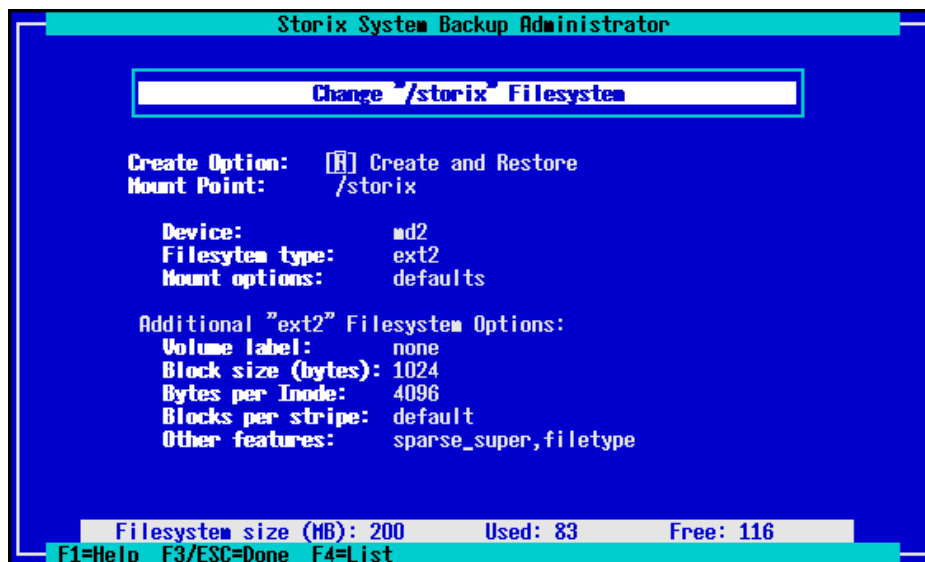 Storix System Backup Administrator
Change "/storix" Filesystem
Create Option: [R] Create and Restore
Mount Point: /storix
Device: md2
Filesytem type: ext2
Mount options: defaults
Additional "ext2" Filesystem Options:
Volume label: none
Block size (bytes): 1024
Bytes per Inode: 4096
Blocks per stripe: default
Other features: sparse_super,filetype
Filesystem size (MB): 200 Used: 83 Free: 116
F1=Help F3/ESC=Done F4=List